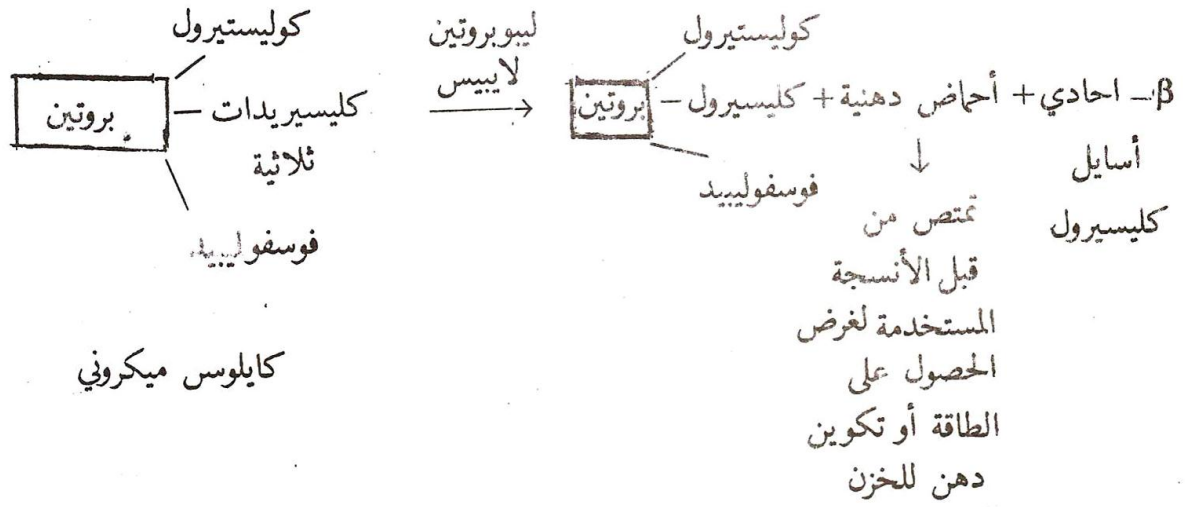 كوليستيرول
بروتين – كليسيريدات
ثلاثية
فوسفوليبيد
كايلوس ميكروني
ليبوبروتين
لايبيس
→
كوليستيرول
بروتين – كليسيرول + أحماض دهنية + احادي – β
فوسفوليبيد
↓
تمتص من
قبل الأنسجة
المستخدمة لغرض
الحصول على
الطاقة أو تكوين
دهن للخزن
أسايل
كليسيرول